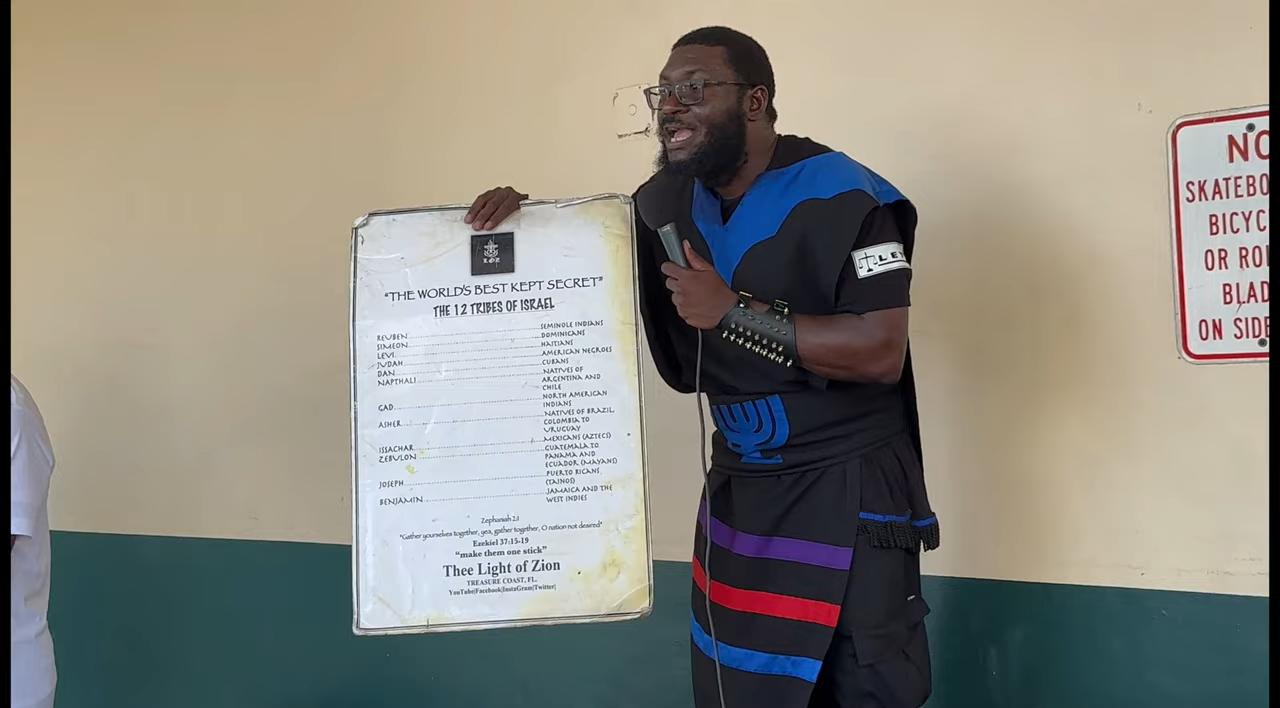 LOZ
"THE WORLD'S BEST KEPT SECRET"
THE 12 TRIBES OF ISRAEL
REUBEN..........SEMINOLE INDIANS
SIMEON..........DOMINICANS
LEVI..........HAITIANS
JUDAH..........AMERICAN NEGROES
DAN..........CUBANS
NAPTHALI..........NATIVES OF
ARGENTINA AND
CHILE
GAD..........NORTH AMERICAN
INDIANS
ASHER..........NATIVES OF BRAZIL,
COLOMBIA TO
URUGUAY
ISSACHAR..........MEXICANS (AZTECS)
ZEBULON..........GUATEMALA TO
PANAMA AND
ECUADOR (MAYANS)
JOSEPH..........PUERTO RICANS
(TAINOS)
BENJAMIN..........JAMAICA AND THE
WEST INDIES
Zephaniah 2:1
"Gather yourselves together, yea, gather together, O nation not desired"
Ezekiel 37:15-19
"make them one stick"
Thee Light of Zion
TREASURE COAST, FL.
YouTube|Facebook|InstaGram|Twitter|
LEV
NO
SKATEBO
BICYC
OR ROL
BLAD
ON SIDE